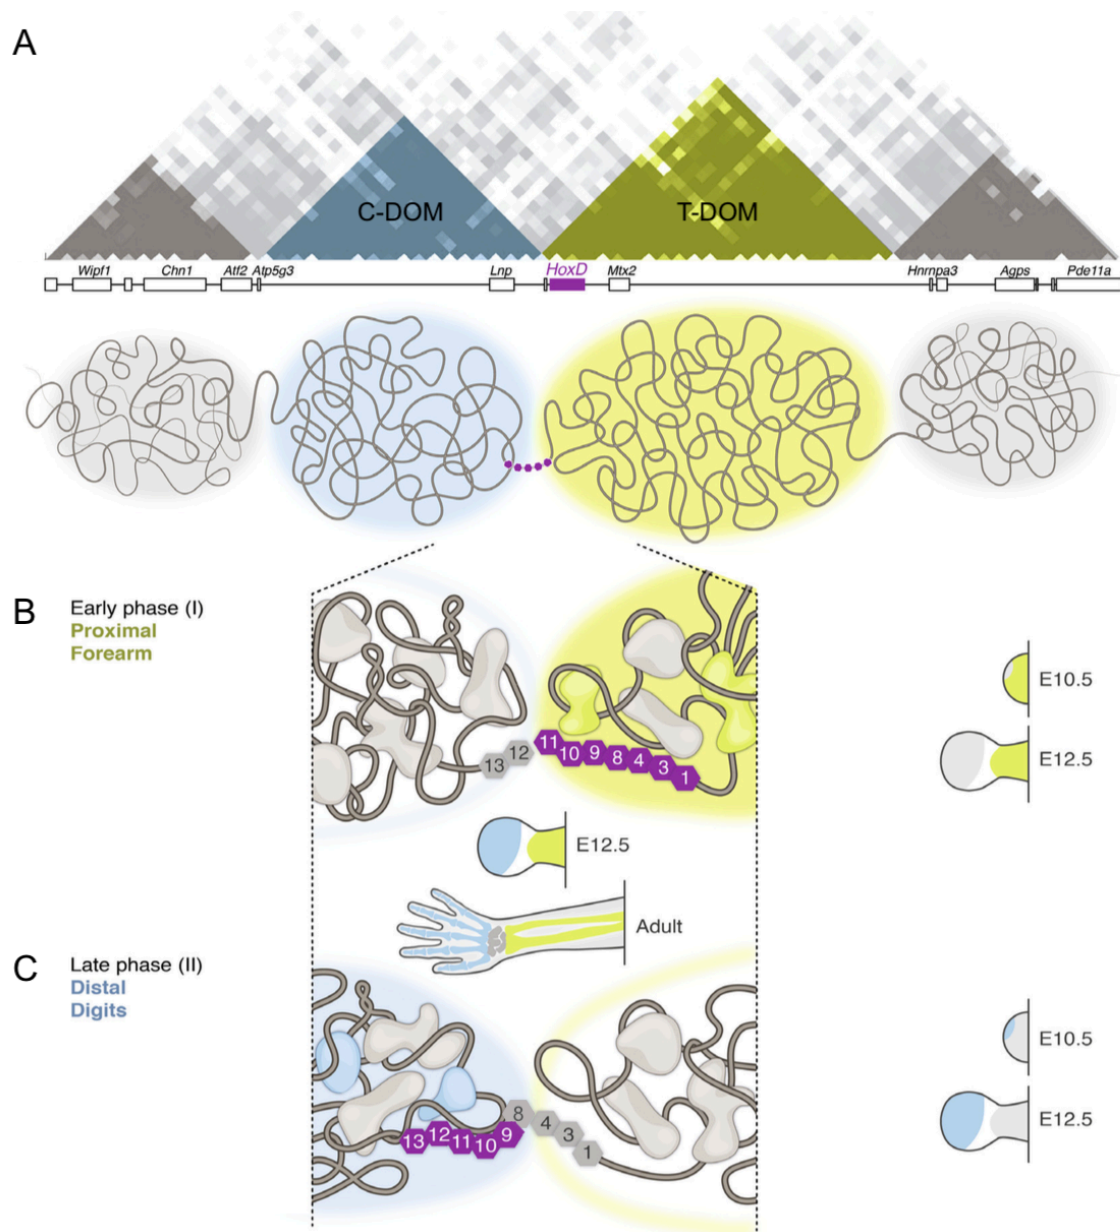 A
C-DOM
T-DOM
Wipf1 Chn1 Atf2 Atp5g3 Lnp HoxD Mtx2 Hnrnpa3 Agps Pde11a
B
Early phase (I)
Proximal
Forearm
13 12 11 10 9 8 4 3 1
E10.5
E12.5
E12.5
Adult
C
Late phase (II)
Distal
Digits
13 12 11 10 9 8 4 3 1
E10.5
E12.5